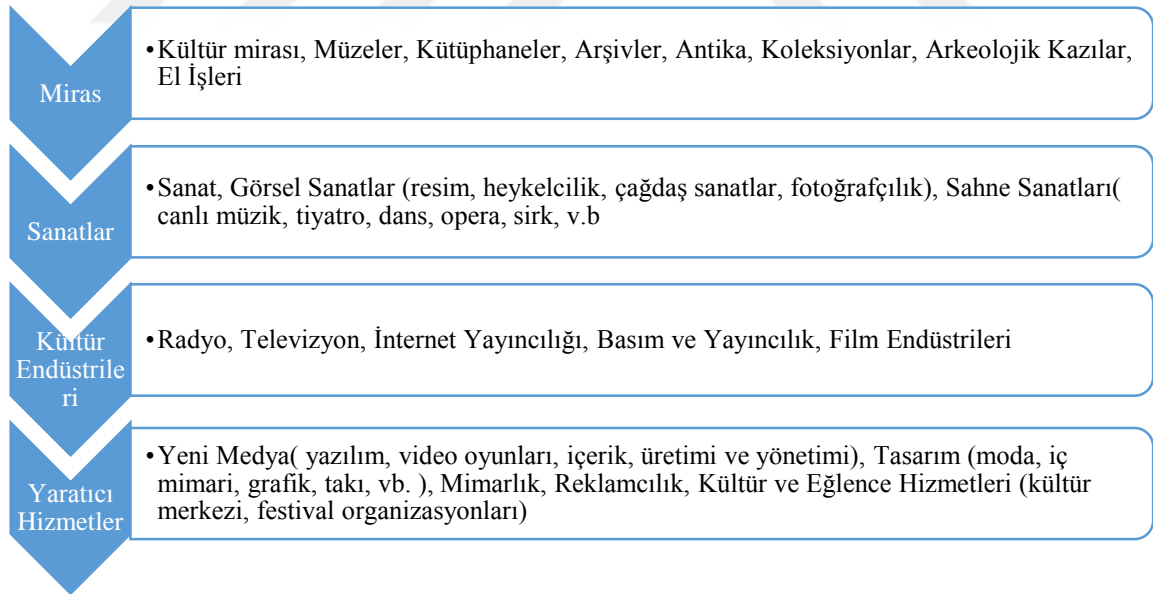 Miras
•Kültür mirası, Müzeler, Kütüphaneler, Arşivler, Antika, Koleksiyonlar, Arkeolojik Kazılar,
El İşleri
Sanatlar
•Sanat, Görsel Sanatlar (resim, heykelcilik, çağdaş sanatlar, fotoğrafçılık), Sahne Sanatları(
canlı müzik, tiyatro, dans, opera, sirk, v.b
Kültür
Endüstrile
ri
•Radyo, Televizyon, İnternet Yayıncılığı, Basım ve Yayıncılık, Film Endüstrileri
Yaratıcı
Hizmetler
•Yeni Medya( yazılım, video oyunları, içerik, üretimi ve yönetimi), Tasarım (moda, iç
mimari, grafik, takı, vb. ), Mimarlık, Reklamcılık, Kültür ve Eğlence Hizmetleri (kültür
merkezi, festival organizasyonları)